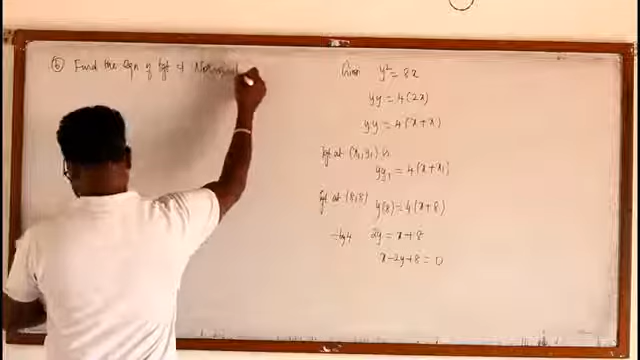 ⑤ Find the Eqn of tgt & Normal
Given y² = 8x
yy = 4(2x)
yy = 4(x+x)
Tgt at (x₁,y₁) is
yy₁ = 4(x+x₁)
tgt at (8,8) y(8) = 4(x+8)
÷by 4 2y = x+8
x-2y+8 = 0